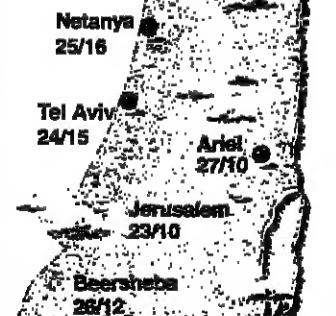 Netanya
25/16
Tel Aviv
24/15
Ariel
27/10
Jerusalem
23/10
Beersheba
26/12